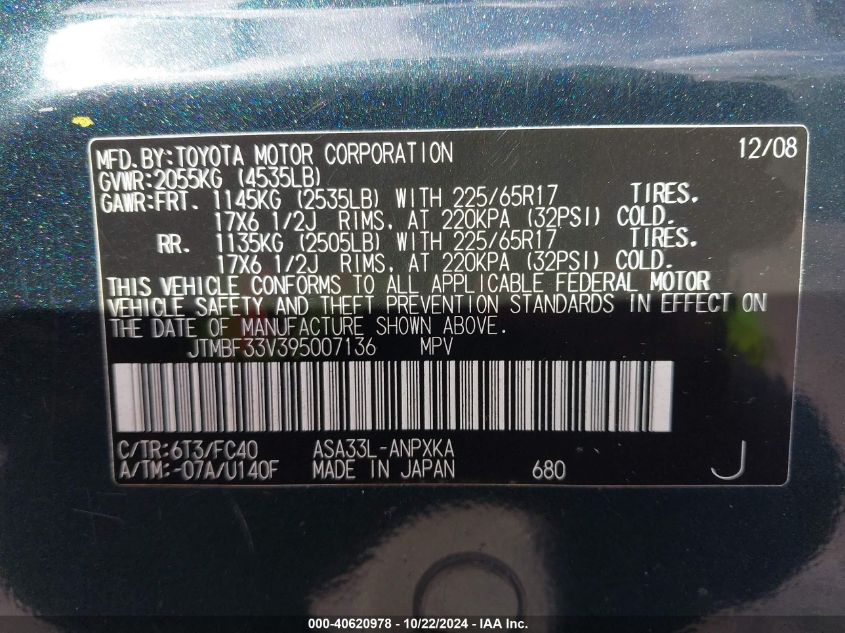 MFD. BY: TOYOTA MOTOR CORPORATION 12/08
GVWR: 2055KG (4535LB)
GAWR: FRT. 1145KG (2535LB) WITH 225/65R17 TIRES.
17X6 1/2J RIMS, AT 220KPA (32PSI) COLD.
RR. 1135KG (2505LB) WITH 225/65R17 TIRES.
17X6 1/2J RIMS, AT 220KPA (32PSI) COLD.
THIS VEHICLE CONFORMS TO ALL APPLICABLE FEDERAL MOTOR
VEHICLE SAFETY AND THEFT PREVENTION STANDARDS IN EFFECT ON
THE DATE OF MANUFACTURE SHOWN ABOVE.
JTMBF33V395007136 MPV
C/TR: 6T3/FC40 ASA33L-ANPXKA
A/TM: -07A/U140F MADE IN JAPAN 680 J
000-40620978 - 10/22/2024 - IAA Inc.